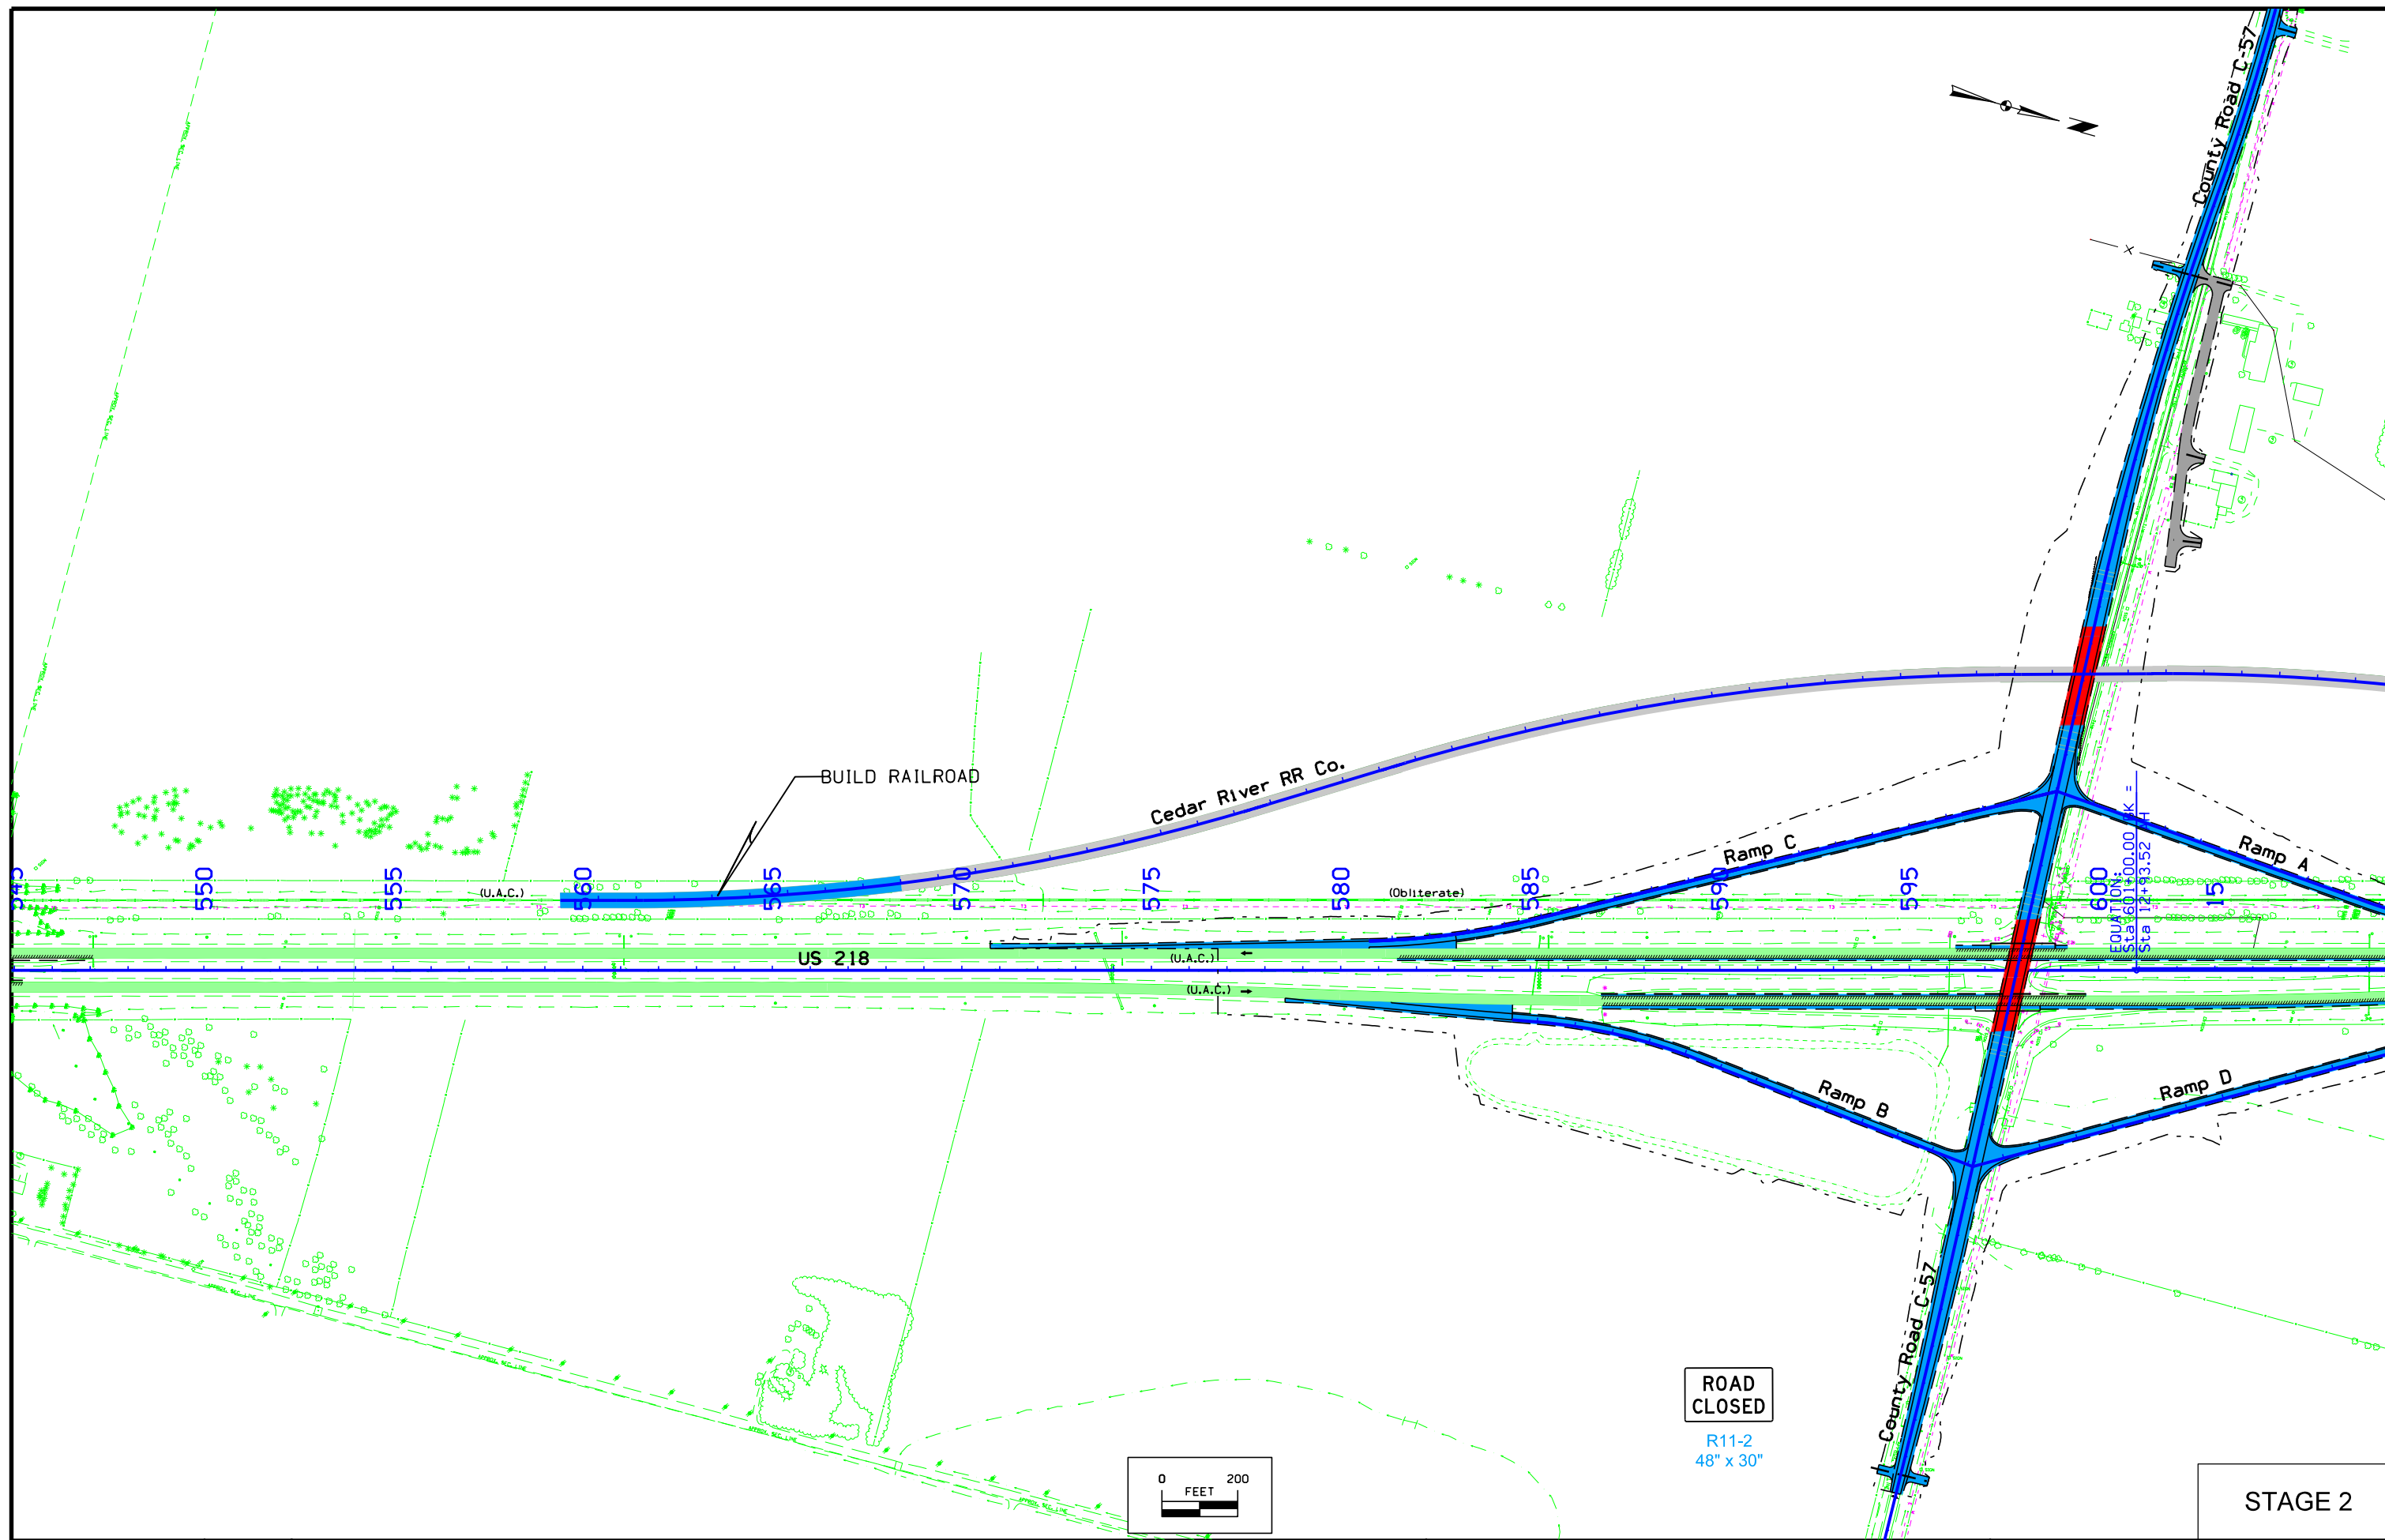 County Road C-57
N
BUILD RAILROAD
Cedar River RR Co.
Ramp C
Ramp A
545
550
555
(U.A.C.)
560
565
570
575
580
(Obliterate)
585
590
595
600
15
EQUATION:
Sta 600+00.00 BK =
Sta 12+93.52 AH
US 218
(U.A.C.)
(U.A.C.)
Ramp B
Ramp D
County Road C-57
ROAD
CLOSED
R11-2
48" x 30"
0 200
FEET
STAGE 2